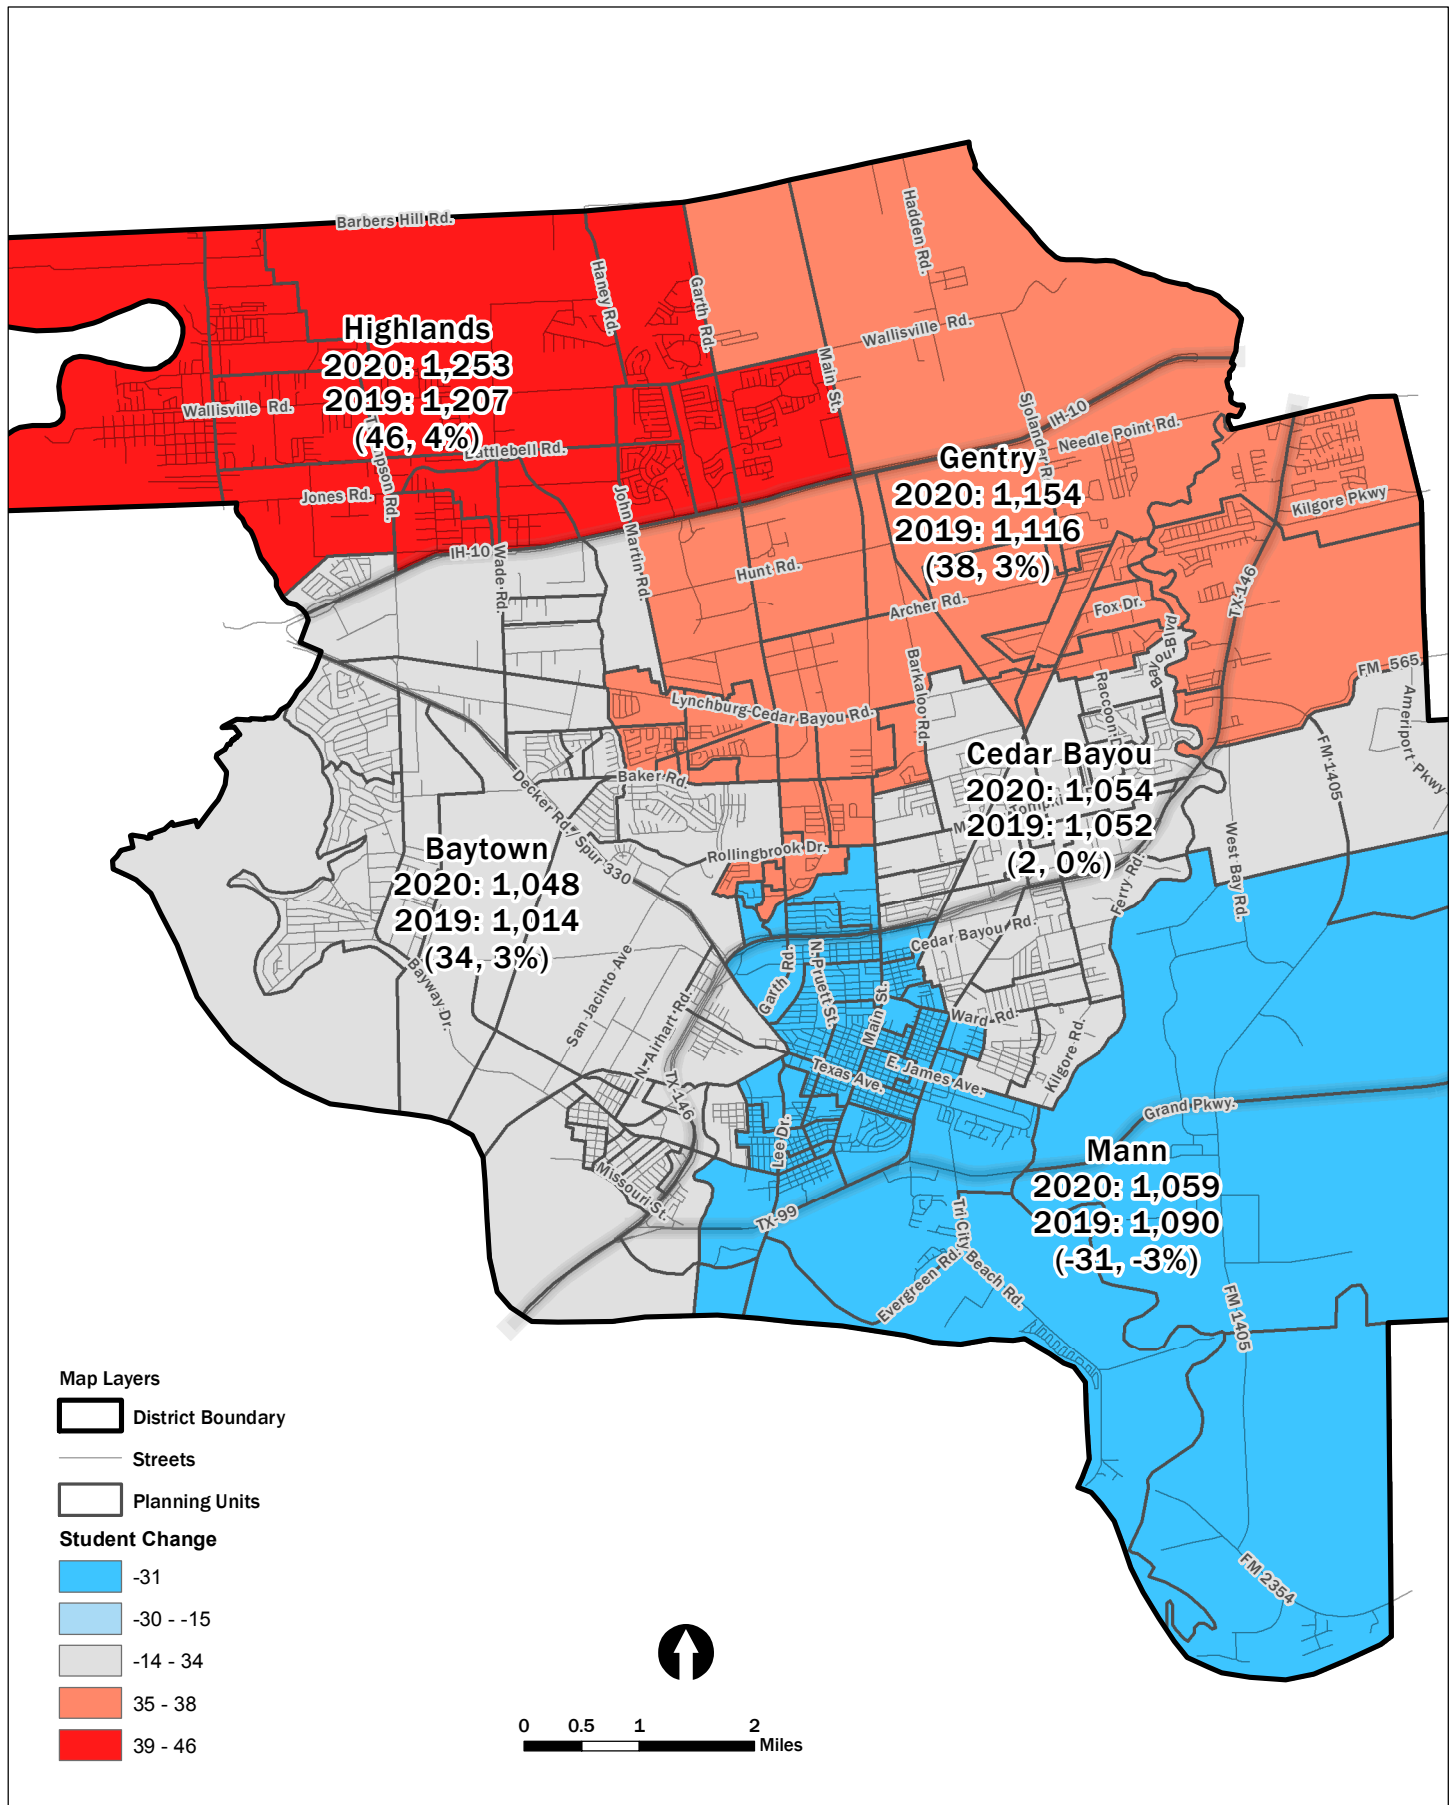 Barbers Hill Rd.
Hadden Rd.
Haney Rd.
Garth Rd.
Highlands
2020: 1,253
2019: 1,207
(46, 4%)
Wallisville Rd.
Main St.
Wallisville Rd.
Battlebell Rd.
Jones Rd.
IH-10
Sjolander Rd.
Needle Point Rd.
Gentry
2020: 1,154
2019: 1,116
(38, 3%)
Kilgore Pkwy
John Martin Rd.
IH-10
Wade Rd.
Hunt Rd.
TX-146
Archer Rd.
Fox Dr.
Barkaloo Rd.
FM 565
Ameriport Pkwy
Lynchburg-Cedar Bayou Rd.
FM 1405
Cedar Bayou
2020: 1,054
2019: 1,052
(2, 0%)
Baker Rd.
Decker Rd./ Spur 330
Rollingbrook Dr.
Baytown
2020: 1,048
2019: 1,014
(34, 3%)
West Bay Rd.
Ferry Rd.
Cedar Bayou Rd.
San Jacinto Ave
Bayway Dr.
Garth Rd.
N. Pruett St.
Main St.
N. Airhart Rd.
Ward Rd.
Kilgore Rd.
Texas Ave.
E. James Ave.
TX-146
Grand Pkwy.
Lee Dr.
Mann
2020: 1,059
2019: 1,090
(-31, -3%)
Missouri St.
TX-99
Tri City Beach Rd.
Evergreen Rd.
FM 1405
FM 2354
Map Layers
District Boundary
Streets
Planning Units
Student Change
-31
-30 - -15
-14 - 34
35 - 38
39 - 46
0 0.5 1 2
Miles